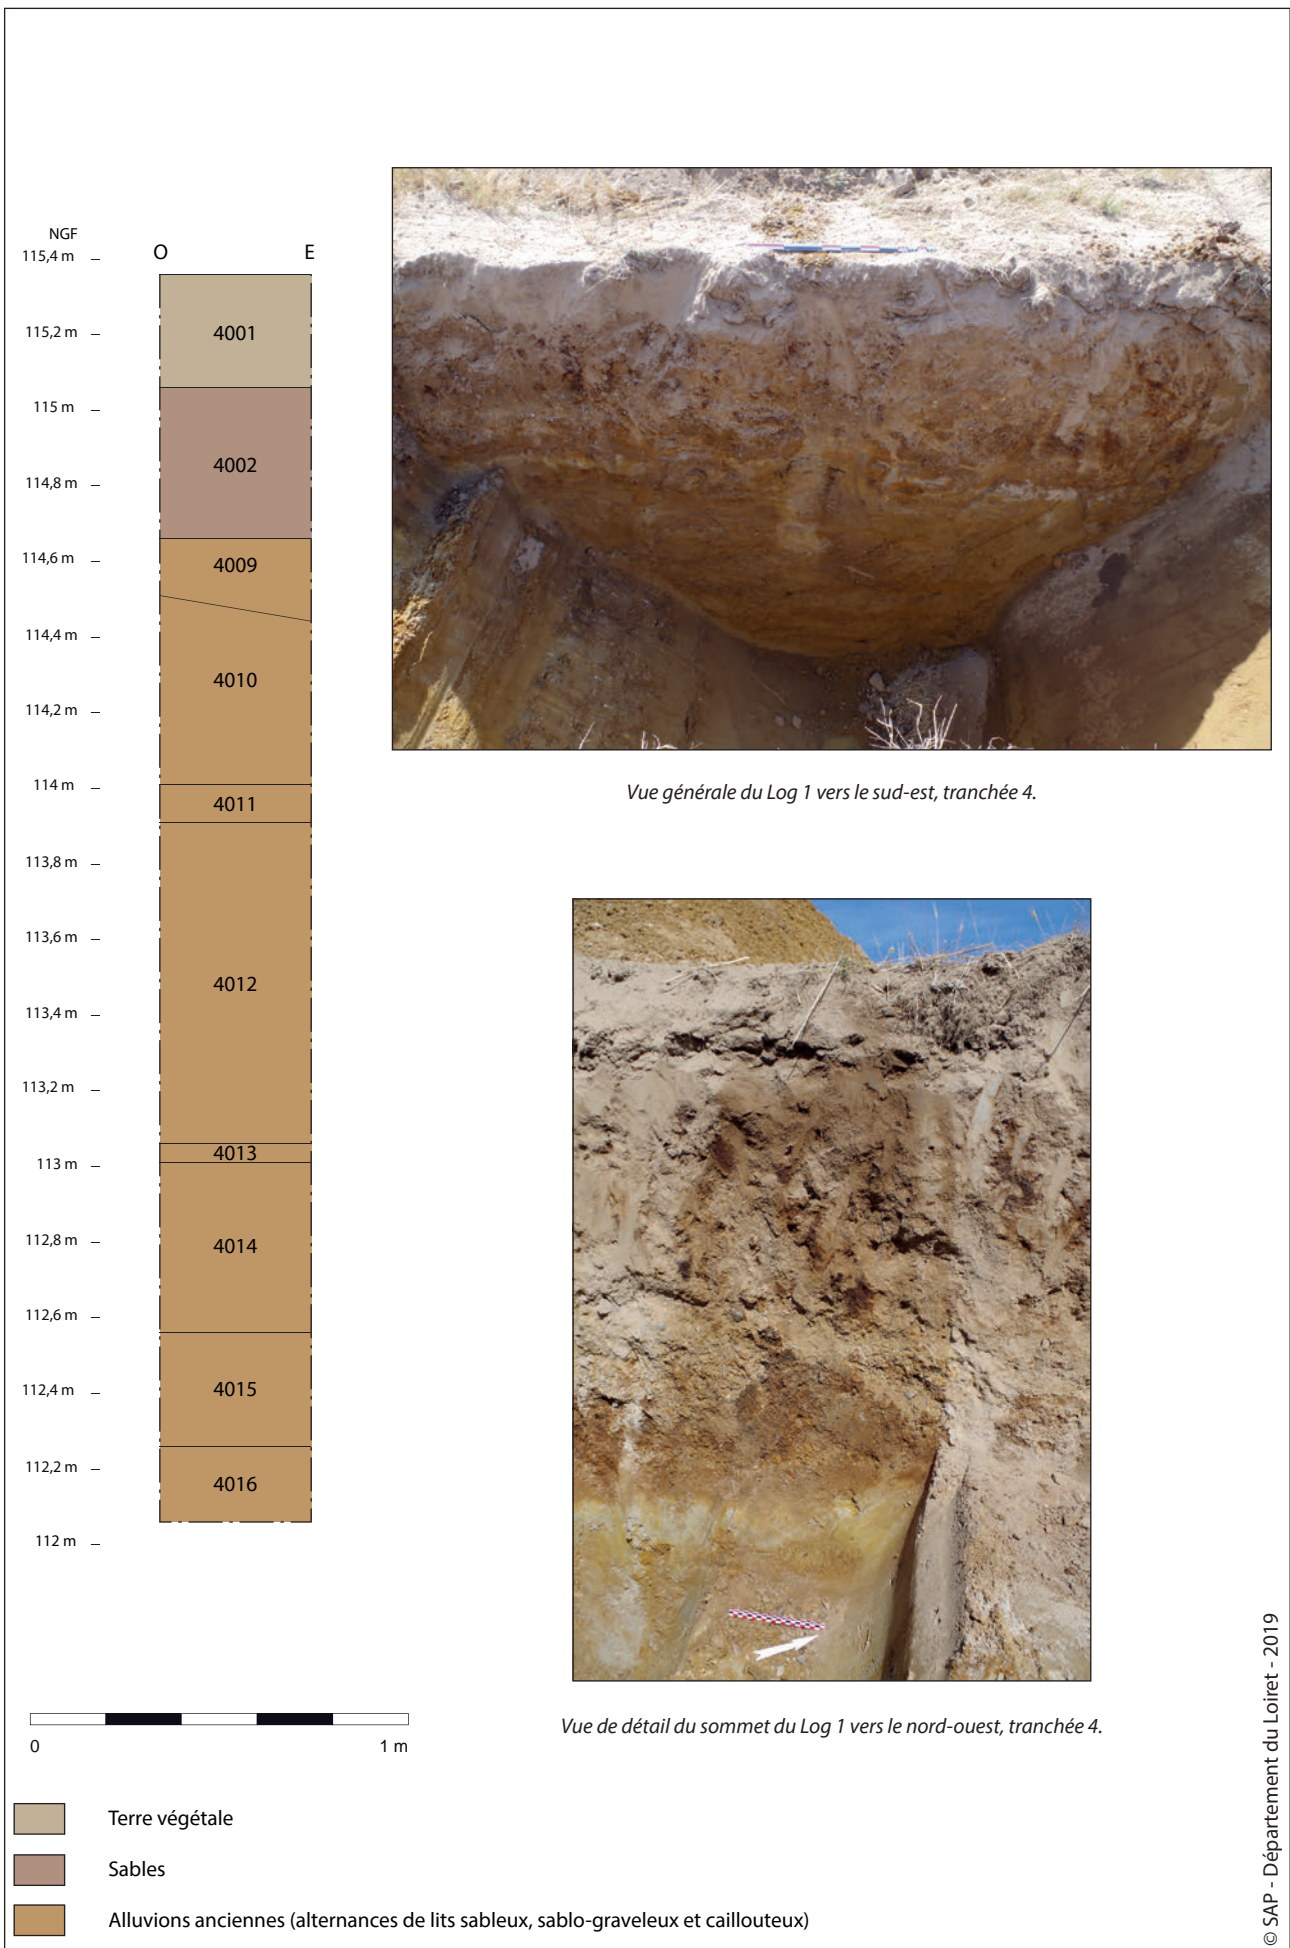 NGF
115,4 m
O E
115,2 m
4001
115 m
4002
114,8 m
114,6 m
4009
114,4 m
4010
114,2 m
114 m
4011
113,8 m
113,6 m
4012
113,4 m
113,2 m
4013
113 m
4014
112,8 m
112,6 m
4015
112,4 m
4016
112,2 m
112 m
Vue générale du Log 1 vers le sud-est, tranchée 4.
Vue de détail du sommet du Log 1 vers le nord-ouest, tranchée 4.
0 1 m
Terre végétale
Sables
Alluvions anciennes (alternances de lits sableux, sablo-graveleux et caillouteux)
© SAP - Département du Loiret - 2019